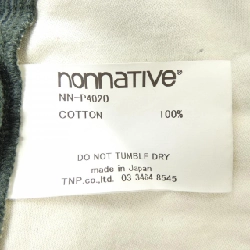 nonnative®
NN-P4020
COTTON 100%
DO NOT TUMBLE DRY
made in Japan
TNP.co.,ltd. 03 3464 8545